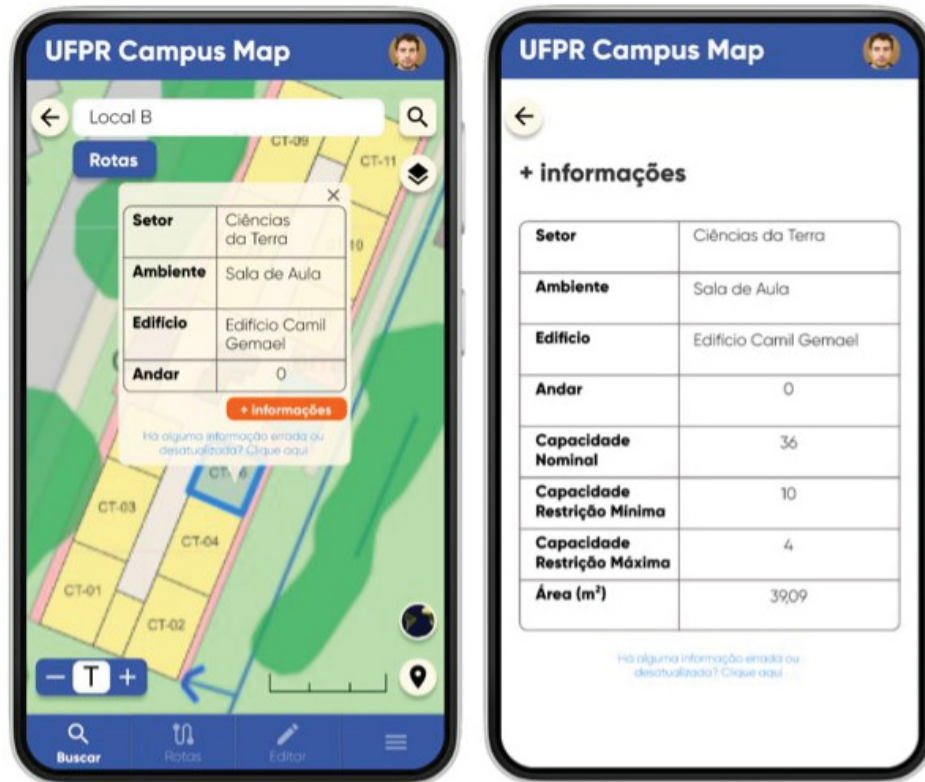 UFPR Campus Map
Local B
Rotas
CT-09
CT-11
10
Setor
Ciências
da Terra
Ambiente
Sala de Aula
Edifício
Edifício Camil
Gemael
Andar
0
+ informações
Há alguma informação errada ou
desatualizada? Clique aqui
CT-03
CT-04
CT-01
CT-02
T
Buscar
Rotas
Editar
UFPR Campus Map
+ informações
Setor
Ciências da Terra
Ambiente
Sala de Aula
Edifício
Edifício Camil Gemael
Andar
0
Capacidade
Nominal
36
Capacidade
Restrição Mínima
10
Capacidade
Restrição Máxima
4
Área (m²)
39,09
Há alguma informação errada ou
desatualizada? Clique aqui